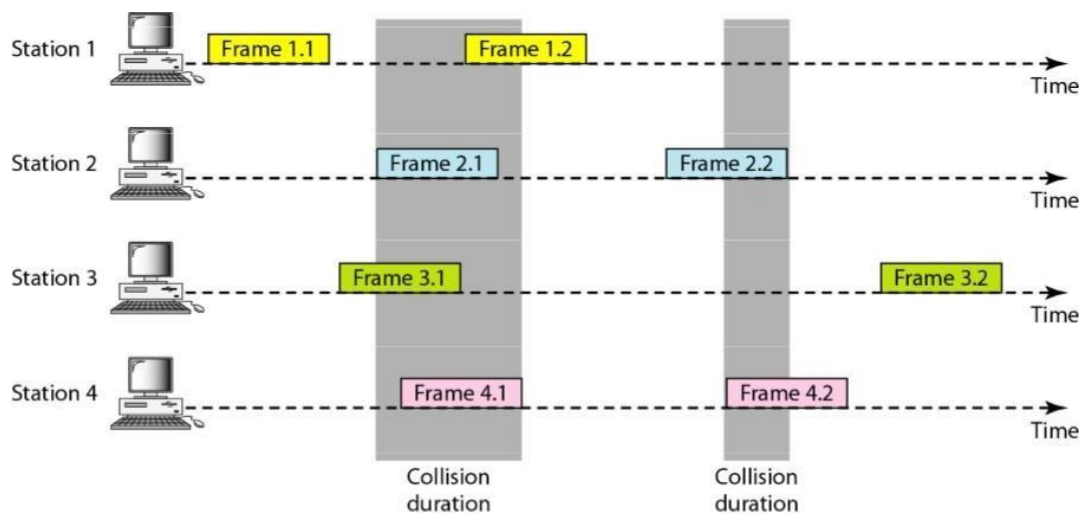 Station 1
Frame 1.1
Frame 1.2
Time
Station 2
Frame 2.1
Frame 2.2
Time
Station 3
Frame 3.1
Frame 3.2
Time
Station 4
Frame 4.1
Frame 4.2
Time
Collision
duration
Collision
duration